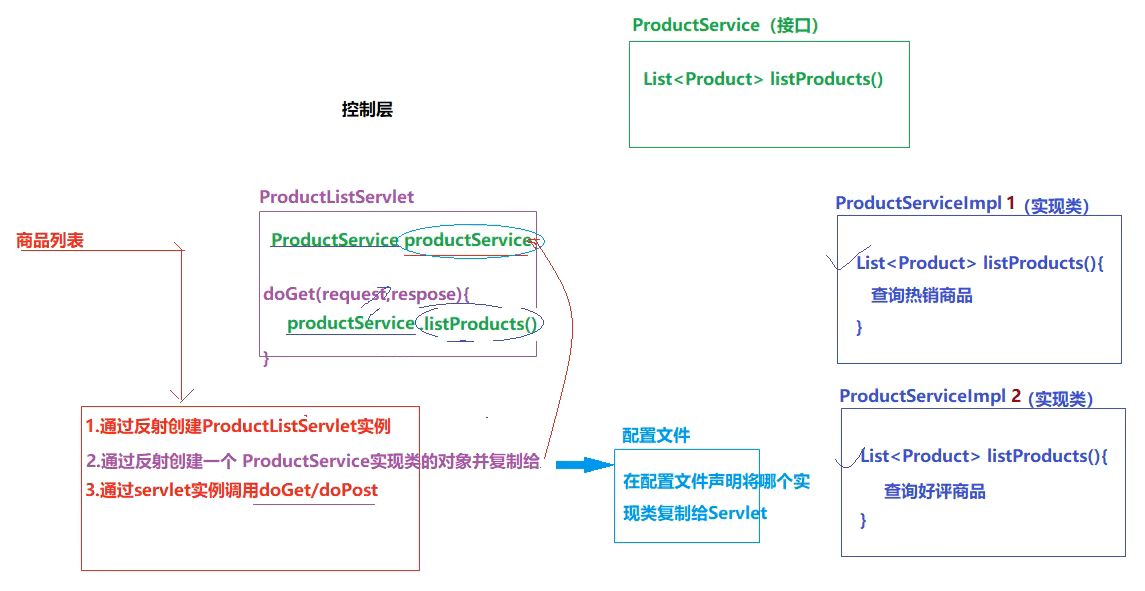 ProductService（接口）
List<Product> listProducts()
控制层
ProductListServlet
ProductService productService
doGet(request,respose){
productService.listProducts()
}
商品列表
1.通过反射创建ProductListServlet实例
2.通过反射创建一个 ProductService实现类的对象并复制给
3.通过servlet实例调用doGet/doPost
配置文件
在配置文件声明将哪个实
现类复制给Servlet
ProductServiceImpl 1（实现类）
List<Product> listProducts(){
查询热销商品
}
ProductServiceImpl 2（实现类）
List<Product> listProducts(){
查询好评商品
}